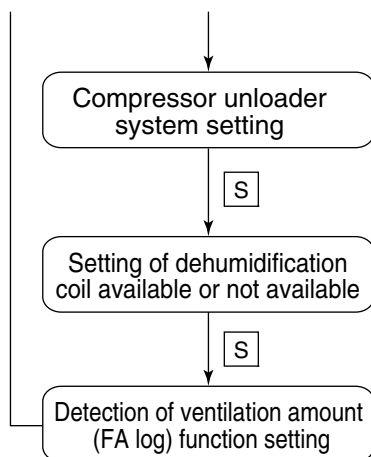 Compressor unloader
system setting
S
Setting of dehumidification
coil available or not available
S
Detection of ventilation amount
(FA log) function setting